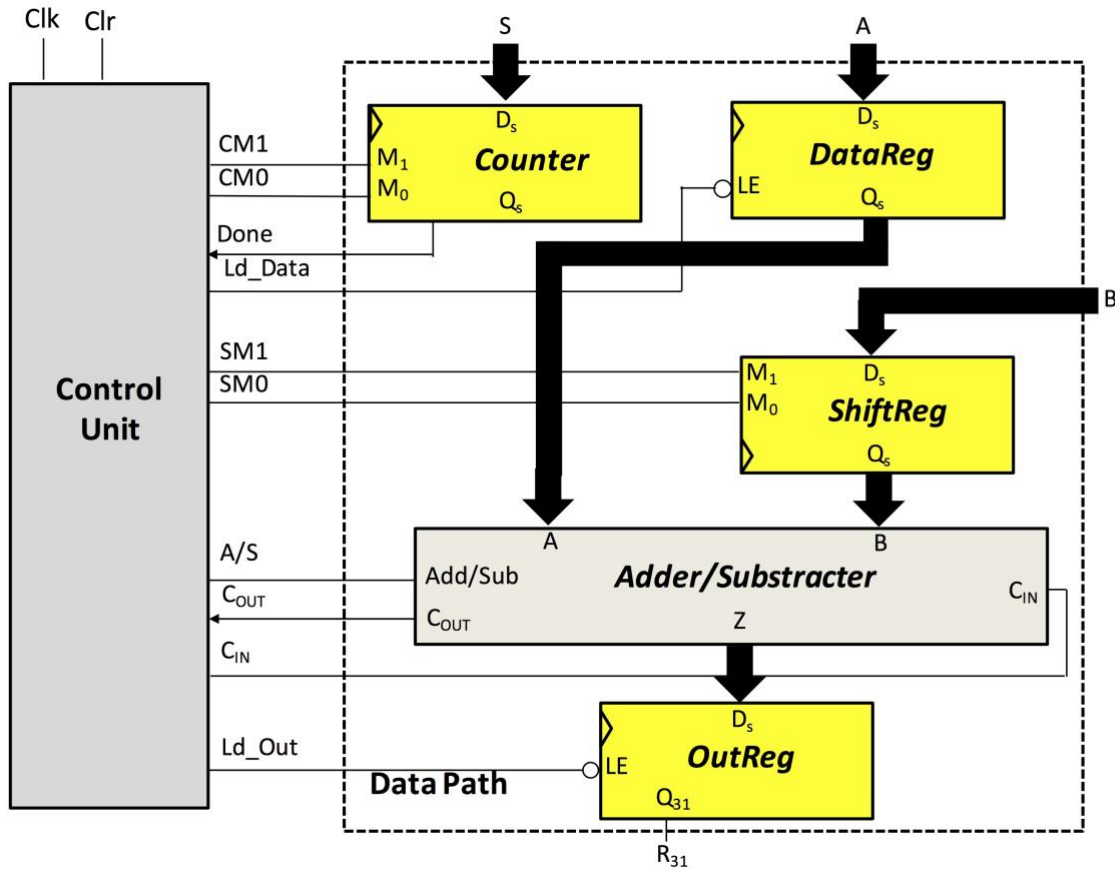 Clk
Clr
S
A
CM1
CM0
Done
Ld_Data
Ds
M1
M0
Counter
Qs
Ds
DataReg
LE
Qs
B
SM1
SM0
Control
Unit
M1
M0
Ds
ShiftReg
Qs
A/S
COUT
CIN
A
B
Add/Sub
Adder/Substracter
CIN
COUT
Z
Ld_Out
Data Path
Ds
LE
OutReg
Q31
R31